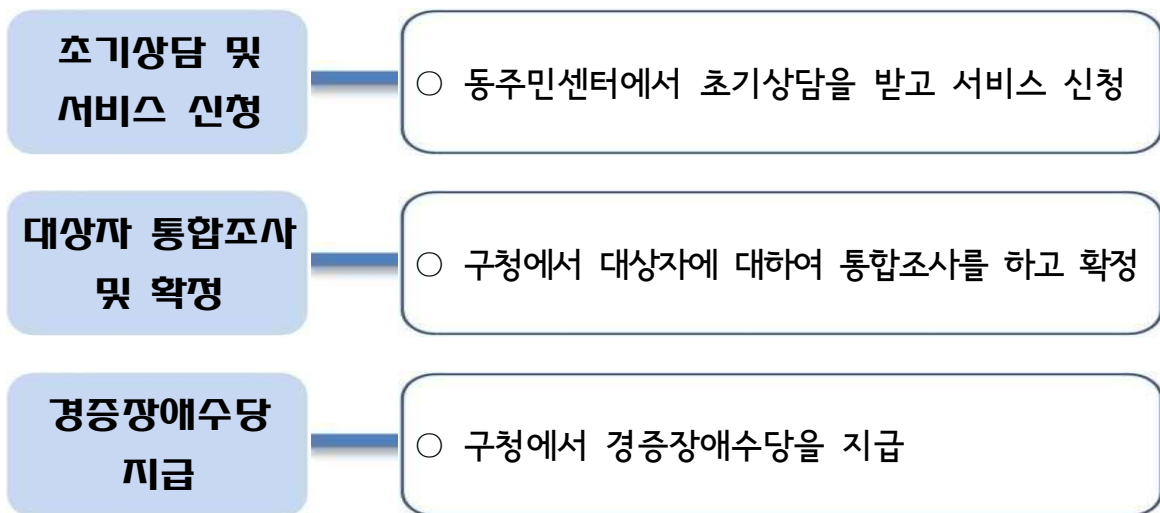 초기상담 및
서비스 신청
○ 동주민센터에서 초기상담을 받고 서비스 신청
대상자 통합조사
및 확정
○ 구청에서 대상자에 대하여 통합조사를 하고 확정
경증장애수당
지급
○ 구청에서 경증장애수당을 지급